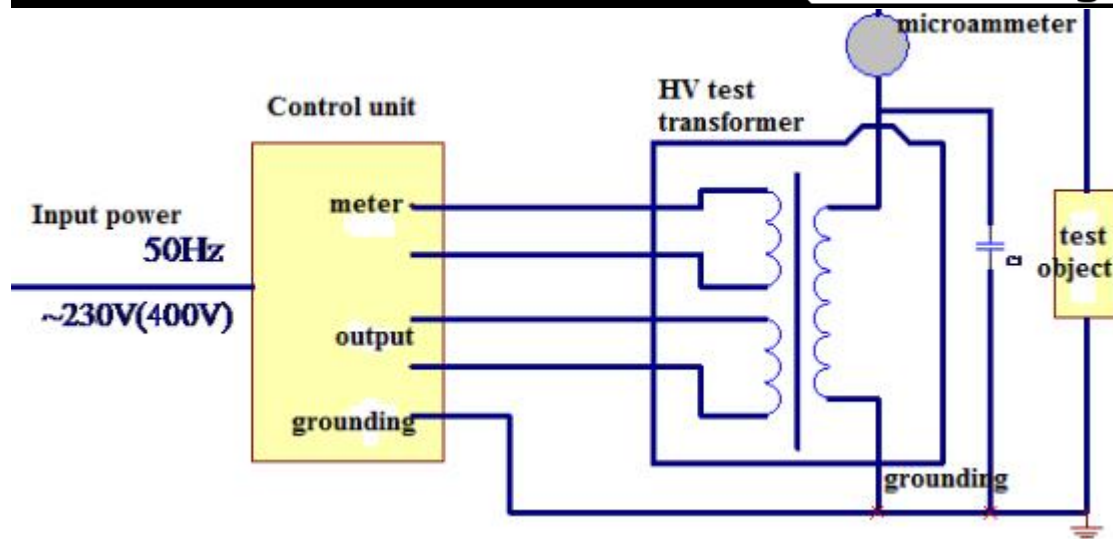 microammeter
HV test
transformer
Control unit
meter
Input power
50Hz
~230V(400V)
output
grounding
test
object
grounding